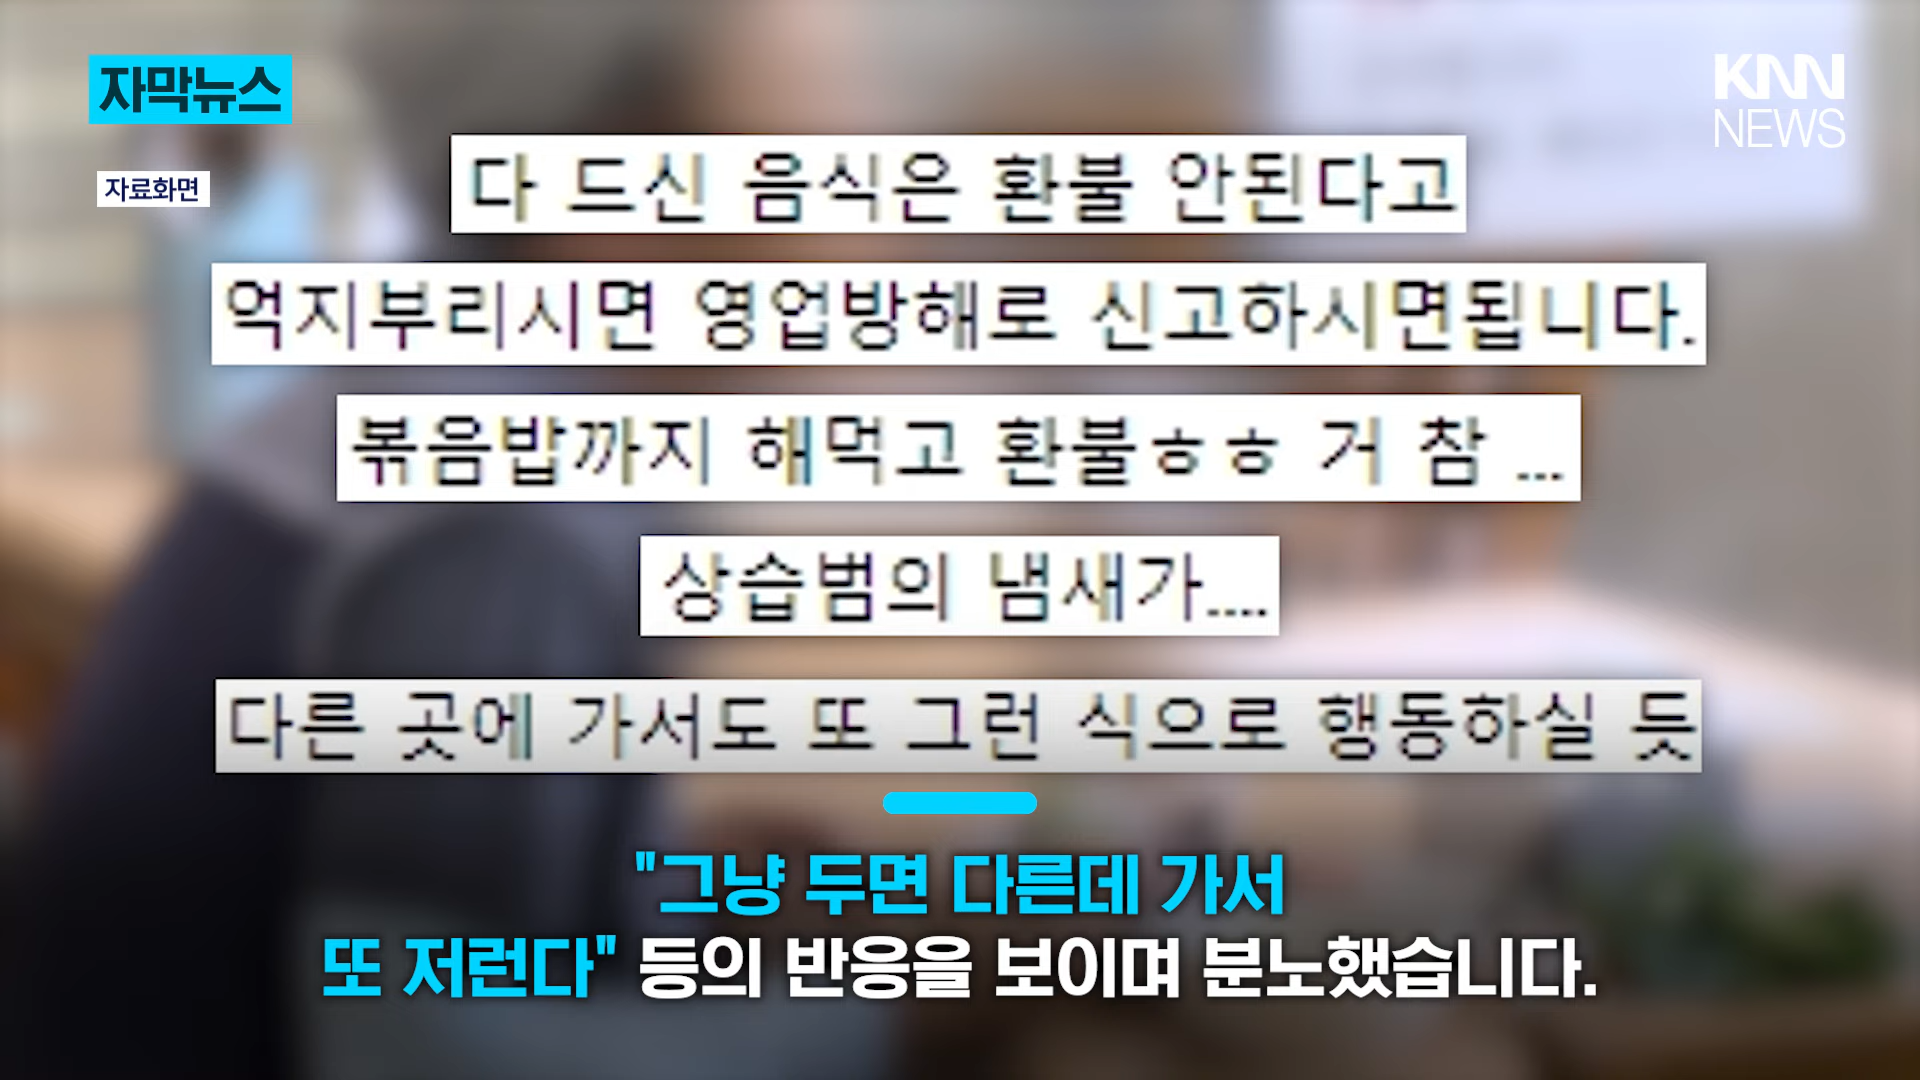 자막뉴스
KNN
NEWS
자료화면
다 드신 음식은 환불 안된다고
억지부리시면 영업방해로 신고하시면됩니다.
볶음밥까지 해먹고 환불ㅎㅎ 거 참 ...
상습범의 냄새가....
다른 곳에 가서도 또 그런 식으로 행동하실 듯
"그냥 두면 다른데 가서
또 저런다" 등의 반응을 보이며 분노했습니다.